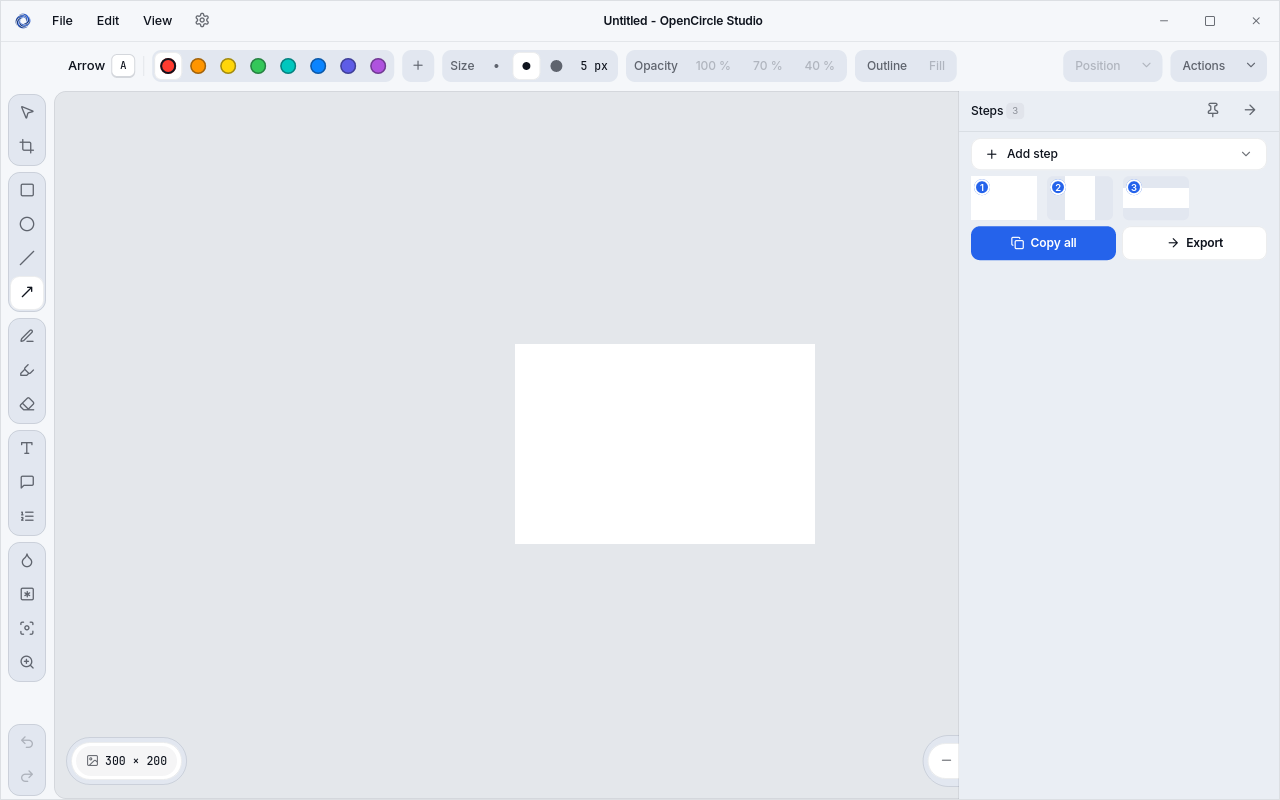 File Edit View Untitled - OpenCircle Studio
Arrow A Size 5 px Opacity 100 % 70 % 40 % Outline Fill Position Actions
Steps 3
Add step
1 2 3
Copy all Export
300 × 200